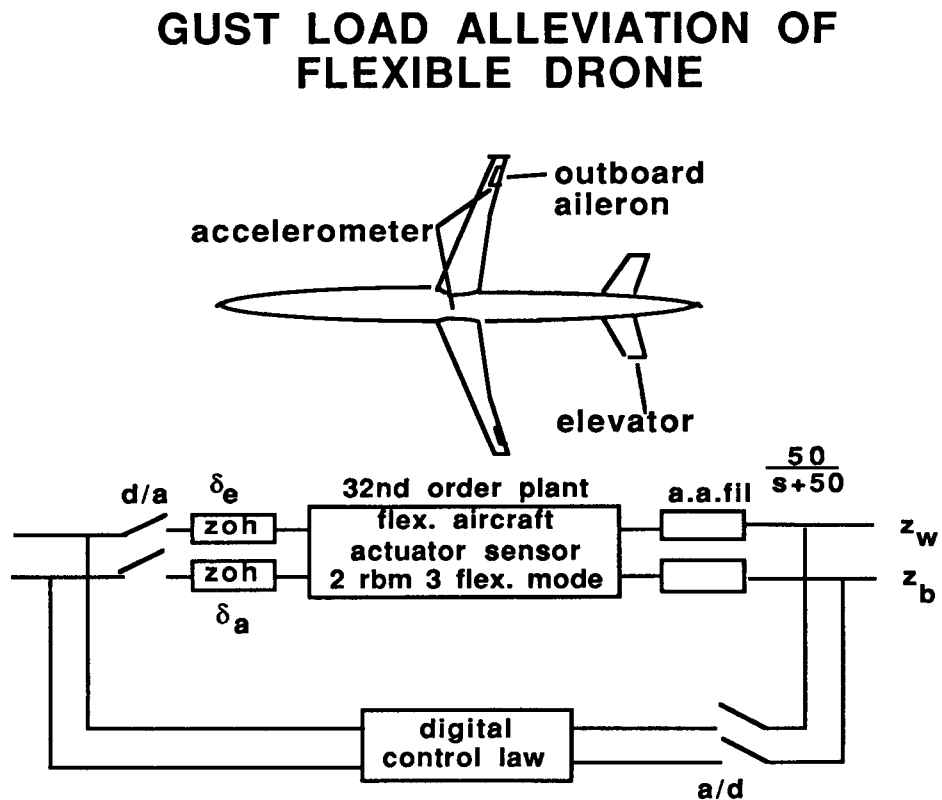 GUST LOAD ALLEVIATION OF
FLEXIBLE DRONE
outboard
aileron
accelerometer
elevator
50
s+50
d/a
δe
32nd order plant
a.a.fil
zoh
flex. aircraft
zw
actuator sensor
zoh
2 rbm 3 flex. mode
zb
δa
digital
control law
a/d